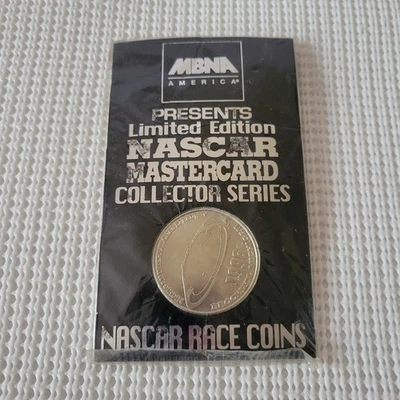 MBNA
AMERICA®
PRESENTS
Limited Edition
NASCAR
MASTERCARD
COLLECTOR SERIES
NASCAR RACE COINS